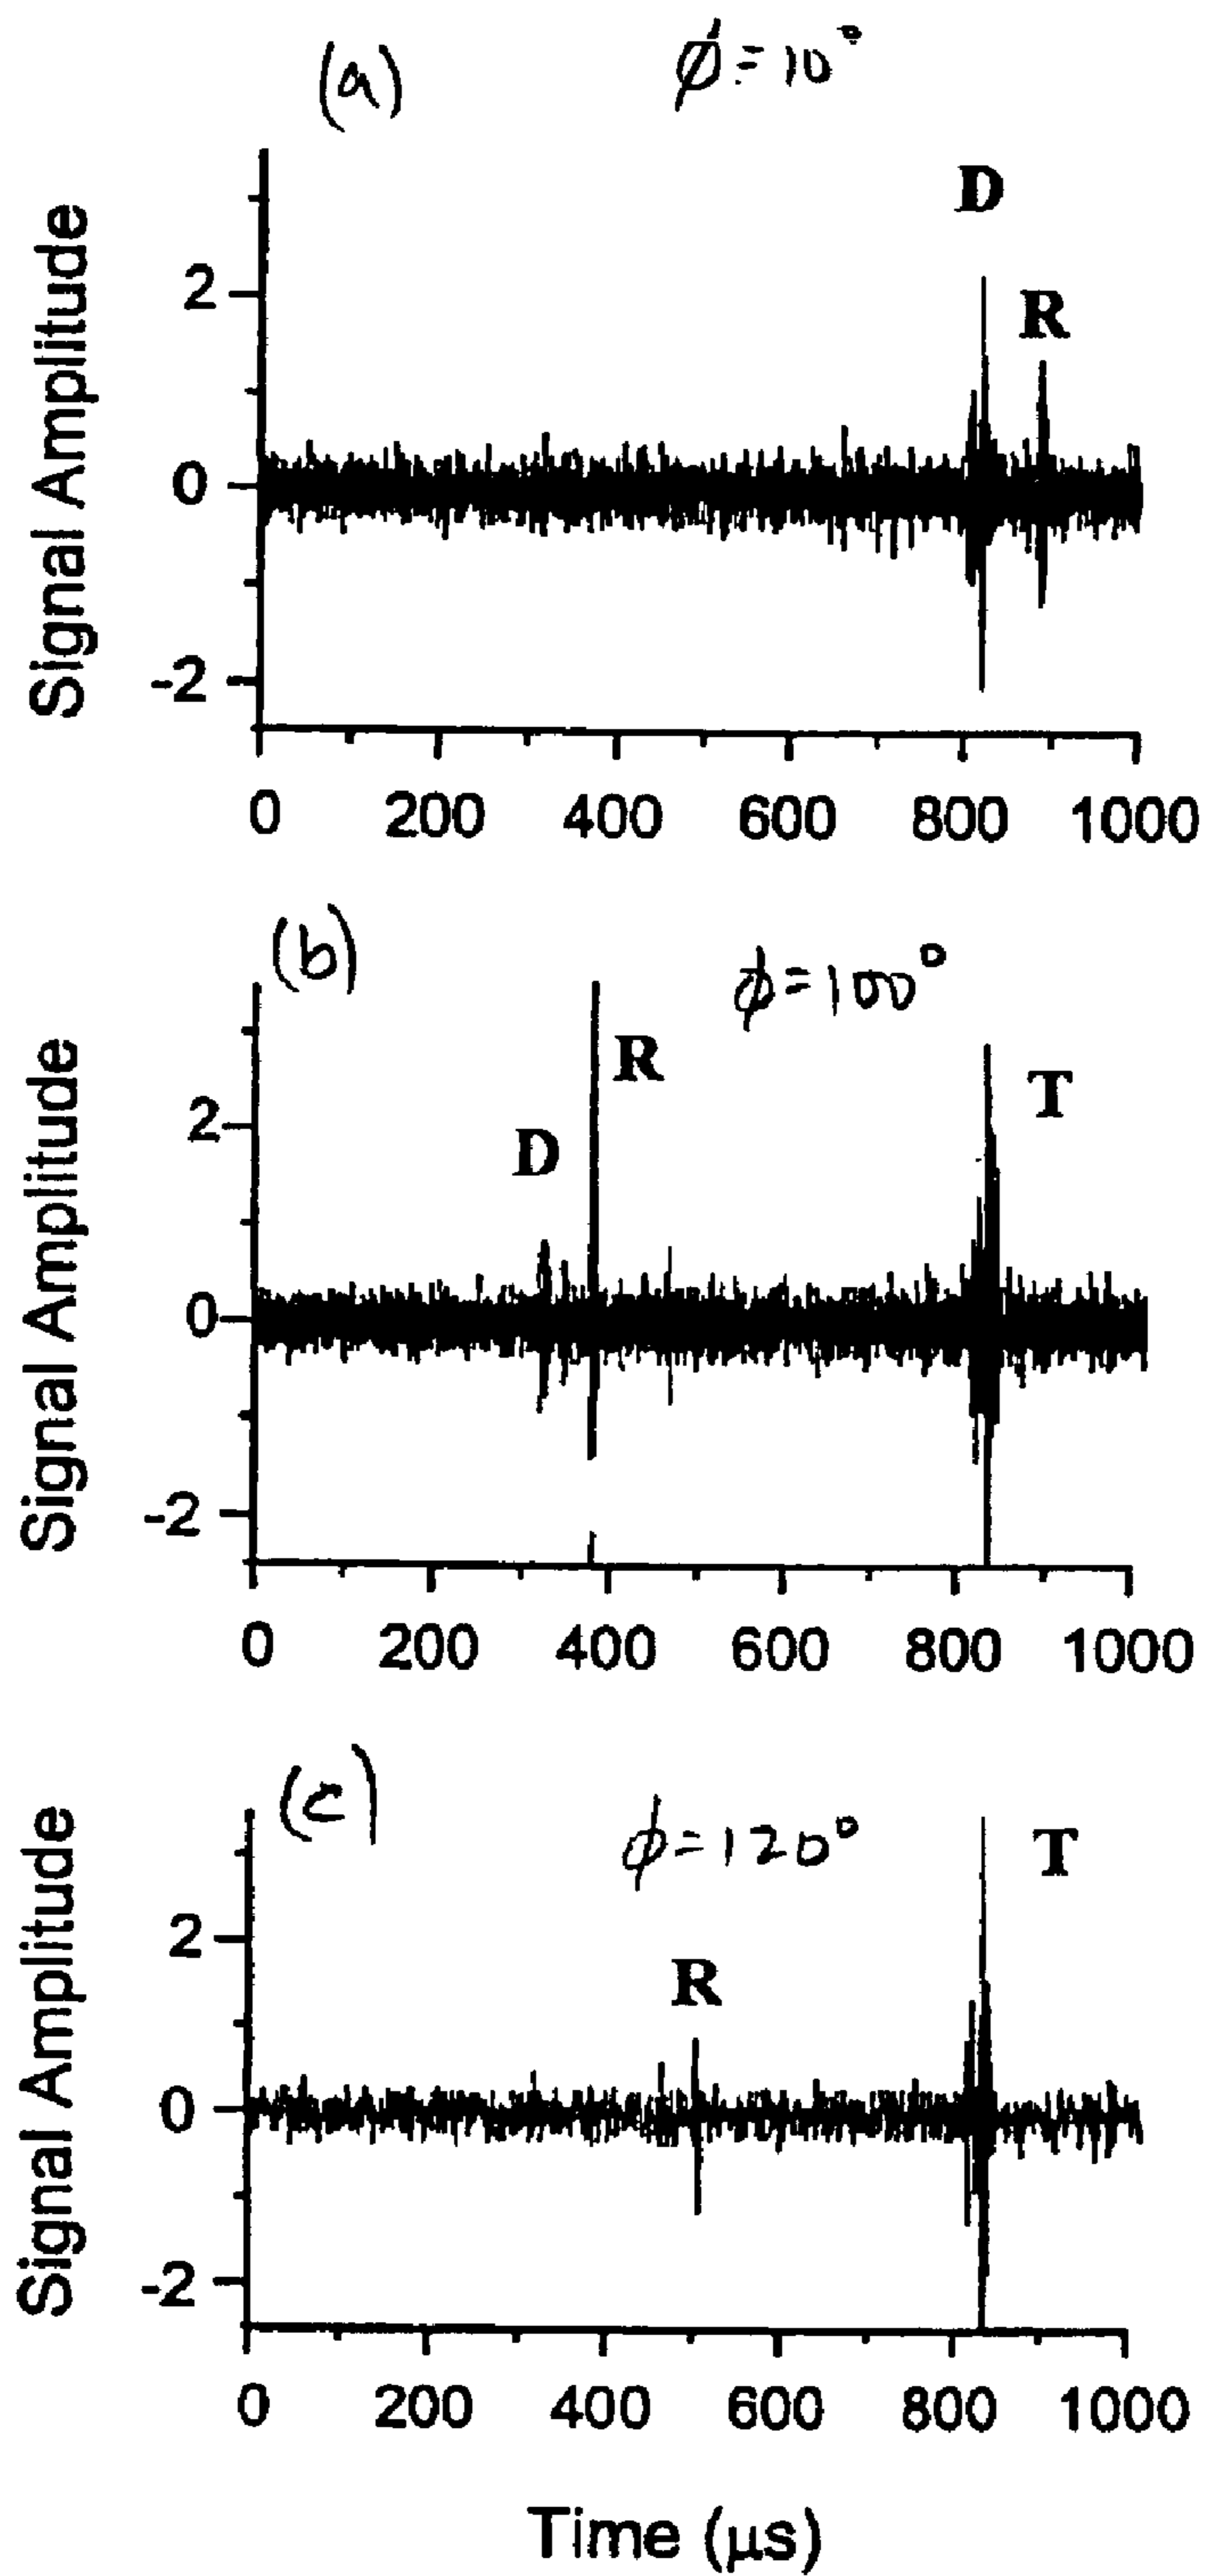 (a)
ϕ = 10°
D
R
Signal Amplitude
2
0
-2
0 200 400 600 800 1000
(b)
ϕ = 100°
R
D
T
Signal Amplitude
2
0
-2
0 200 400 600 800 1000
(c)
ϕ = 120°
T
R
Signal Amplitude
2
0
-2
0 200 400 600 800 1000
Time (μs)